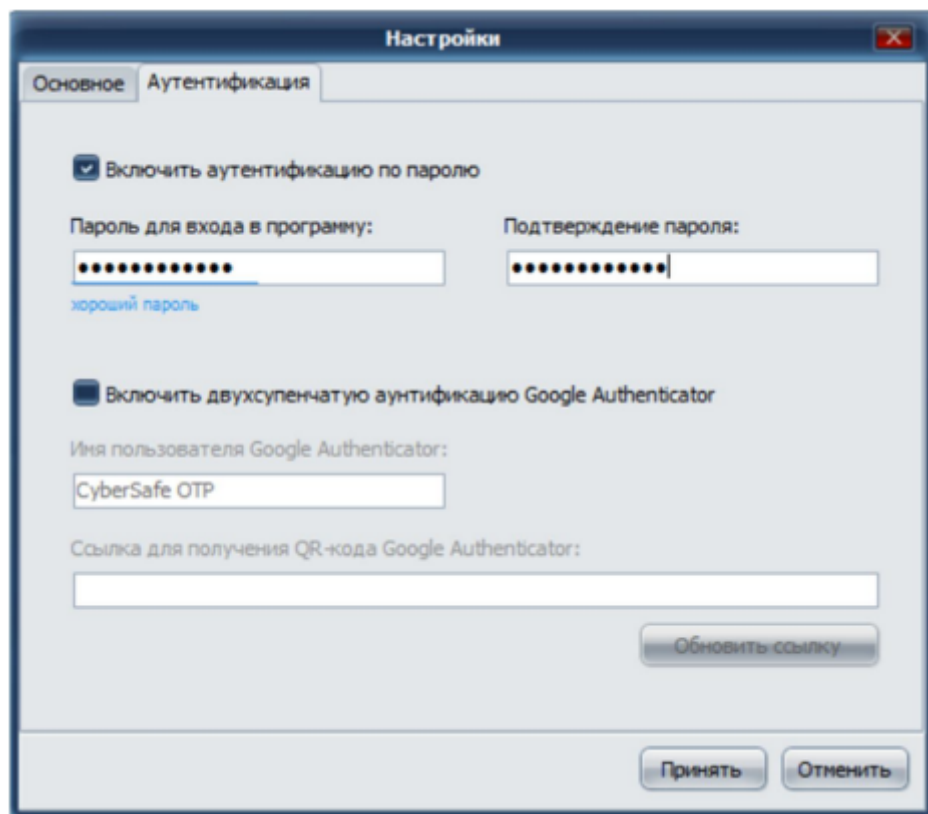 Настройки
Основное Аутентификация
Включить аутентификацию по паролю
Пароль для входа в программу: Подтверждение пароля:
•••••••••••• ••••••••••••
хороший пароль
Включить двухсупенчатую аунтификацию Google Authenticator
Имя пользователя Google Authenticator:
CyberSafe OTP
Ссылка для получения QR-кода Google Authenticator:
Обновить ссылку
Принять Отменить